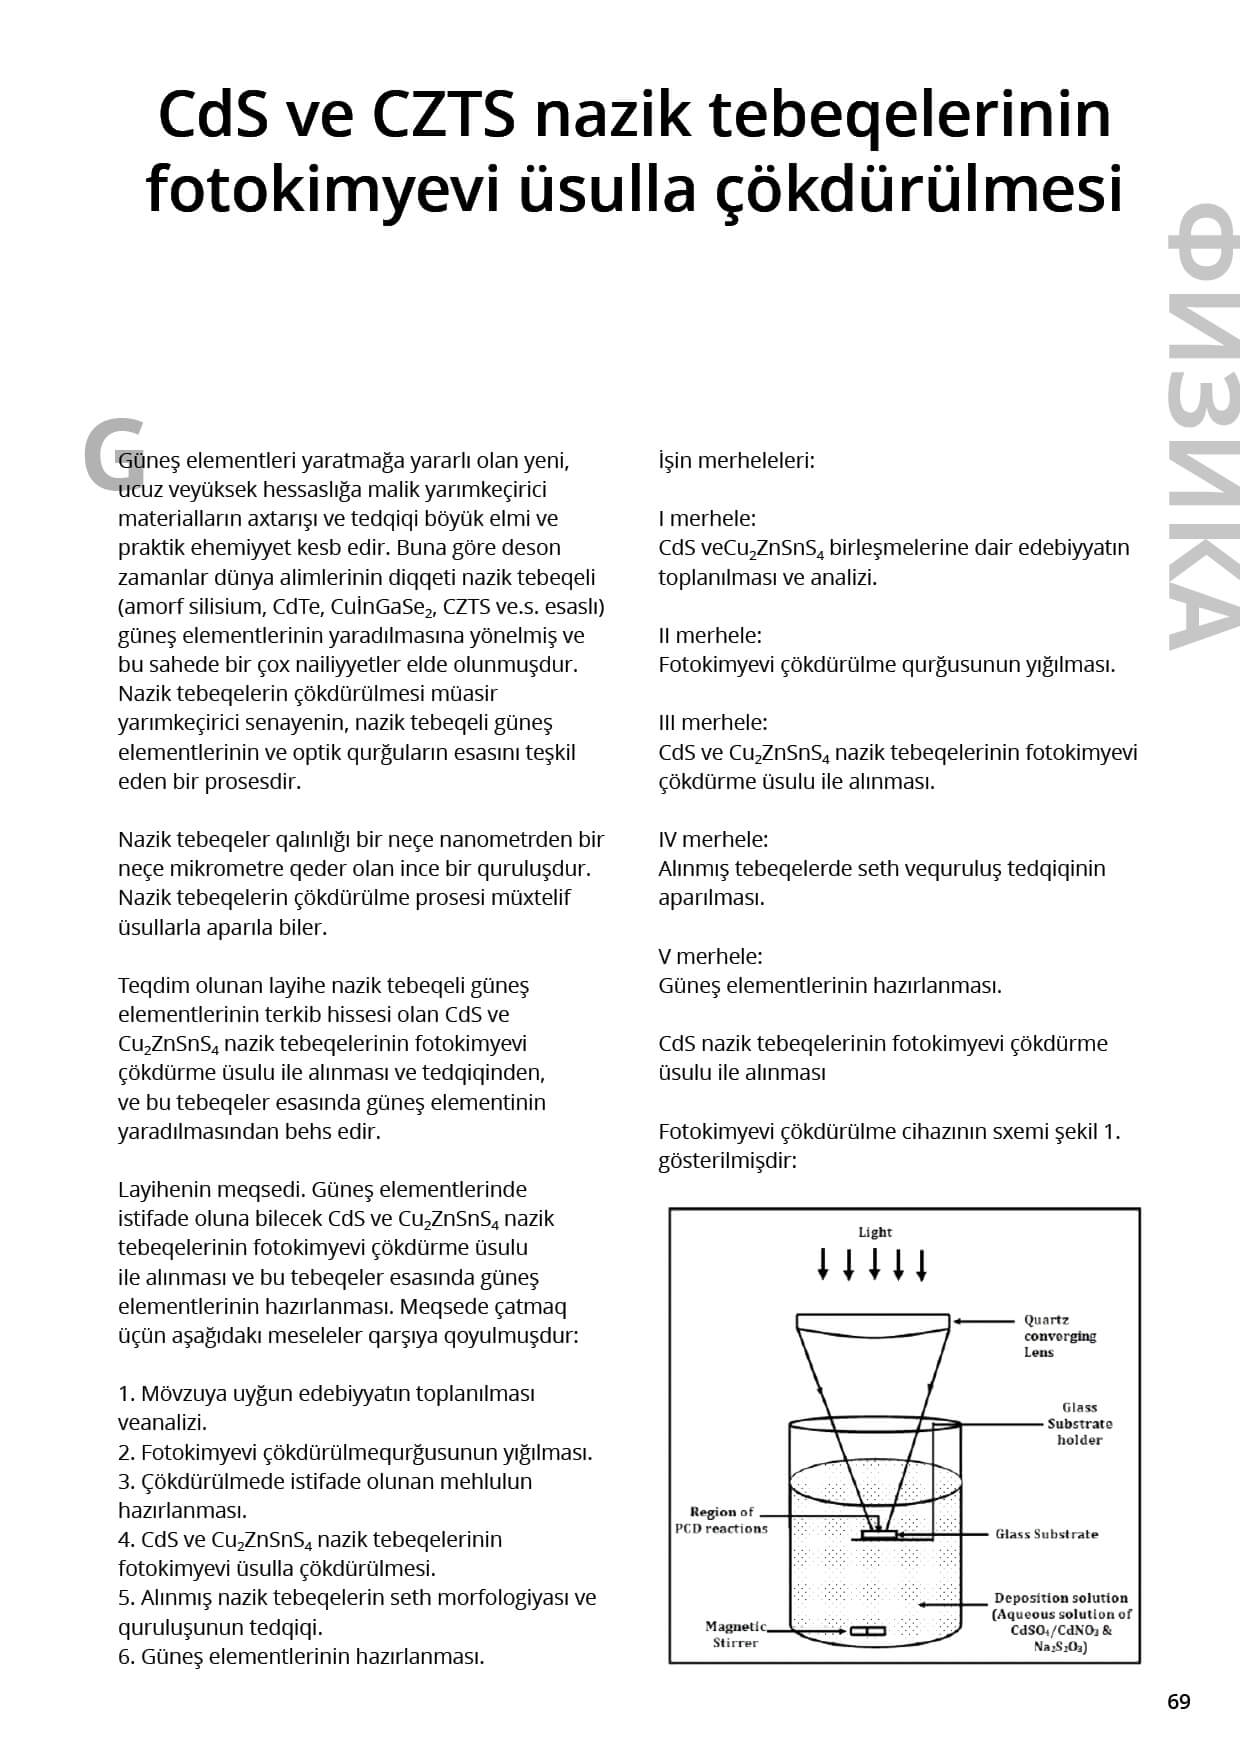 CdS ve CZTS nazik tebeqelerinin
fotokimyevi üsulla çökdürülmesi
ФИЗИКА
G
Güneş elementleri yaratmağa yararlı olan yeni,
ucuz veyüksek hessaslığa malik yarımkeçirici
materialların axtarışı ve tedqiqi böyük elmi ve
praktik ehemiyyet kesb edir. Buna göre deson
zamanlar dünya alimlerinin diqqeti nazik tebeqeli
(amorf silisium, CdTe, CuİnGaSe₂, CZTS ve.s. esaslı)
güneş elementlerinin yaradılmasına yönelmiş ve
bu sahede bir çox nailiyyetler elde olunmuşdur.
Nazik tebeqelerin çökdürülmesi müasir
yarımkeçirici senayenin, nazik tebeqeli güneş
elementlerinin ve optik qurğuların esasını teşkil
eden bir prosesdir.
Nazik tebeqeler qalınlığı bir neçe nanometrden bir
neçe mikrometre qeder olan ince bir quruluşdur.
Nazik tebeqelerin çökdürülme prosesi müxtelif
üsullarla aparıla biler.
Teqdim olunan layihe nazik tebeqeli güneş
elementlerinin terkib hissesi olan CdS ve
Cu₂ZnSnS₄ nazik tebeqelerinin fotokimyevi
çökdürme üsulu ile alınması ve tedqiqinden,
ve bu tebeqeler esasında güneş elementinin
yaradılmasından behs edir.
Layihenin meqsedi. Güneş elementlerinde
istifade oluna bilecek CdS ve Cu₂ZnSnS₄ nazik
tebeqelerinin fotokimyevi çökdürme üsulu
ile alınması ve bu tebeqeler esasında güneş
elementlerinin hazırlanması. Meqsede çatmaq
üçün aşağıdakı meseleler qarşıya qoyulmuşdur:
1. Mövzuya uyğun edebiyyatın toplanılması
veanalizi.
2. Fotokimyevi çökdürülmequrğusunun yığılması.
3. Çökdürülmede istifade olunan mehlulun
hazırlanması.
4. CdS ve Cu₂ZnSnS₄ nazik tebeqelerinin
fotokimyevi üsulla çökdürülmesi.
5. Alınmış nazik tebeqelerin seth morfologiyası ve
quruluşunun tedqiqi.
6. Güneş elementlerinin hazırlanması.
İşin merheleleri:
I merhele:
CdS veCu₂ZnSnS₄ birleşmelerine dair edebiyyatın
toplanılması ve analizi.
II merhele:
Fotokimyevi çökdürülme qurğusunun yığılması.
III merhele:
CdS ve Cu₂ZnSnS₄ nazik tebeqelerinin fotokimyevi
çökdürme üsulu ile alınması.
IV merhele:
Alınmış tebeqelerde seth vequruluş tedqiqinin
aparılması.
V merhele:
Güneş elementlerinin hazırlanması.
CdS nazik tebeqelerinin fotokimyevi çökdürme
üsulu ile alınması
Fotokimyevi çökdürülme cihazının sxemi şekil 1.
gösterilmişdir:
Light
Quartz
converging
Lens
Glass
Substrate
holder
Region of
PCD reactions
Glass Substrate
Deposition solution
(Aqueous solution of
CdSO₄/CdNO₃ &
Na₂S₂O₃)
Magnetic
Stirrer
69